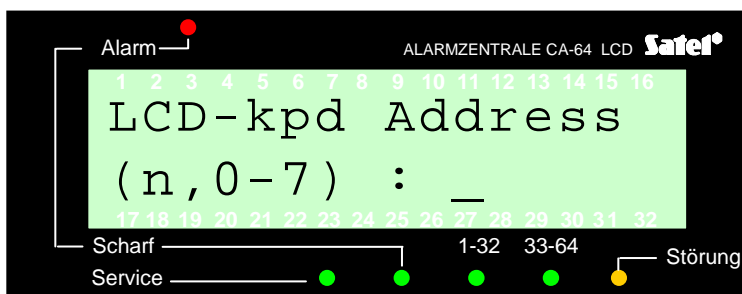 Alarm
ALARMZENTRALE CA-64 LCD Satel
1 2 3 4 5 6 7 8 9 10 11 12 13 14 15 16
LCD-kpd Address
(n,0-7) : _
17 18 19 20 21 22 23 24 25 26 27 28 29 30 31 32
Scharf 1-32 33-64
Störung
Service